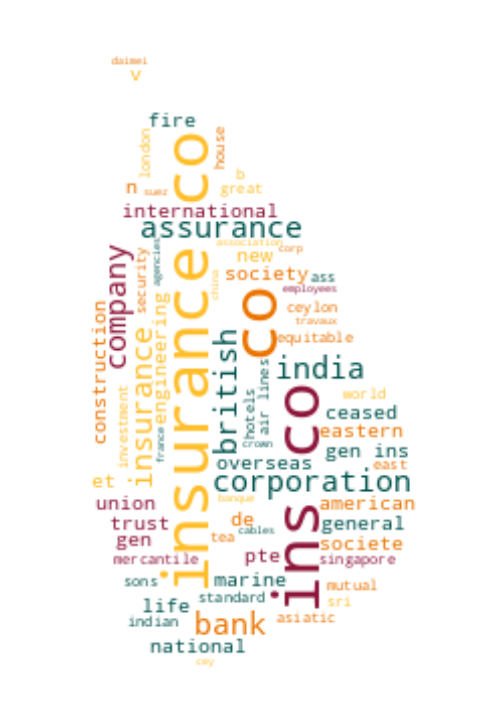 daimei
v
fire
london
house
insurance co
n
suez
b
great
international
assurance
association
corp
company
security
agencies
new
china
society
ass
employees
co
ceylon
travaux
construction
insurance
engineering
equitable
british
india
investment
france
hotels
air lines
ins co
world
ceased
eastern
crown
gen ins
overseas
east
et
corporation
banque
union
american
trust
de
general
cables
gen
tea
societe
mercantile
pte
singapore
sons
marine
mutual
standard
life
sri
indian
bank
asiatic
national
cey